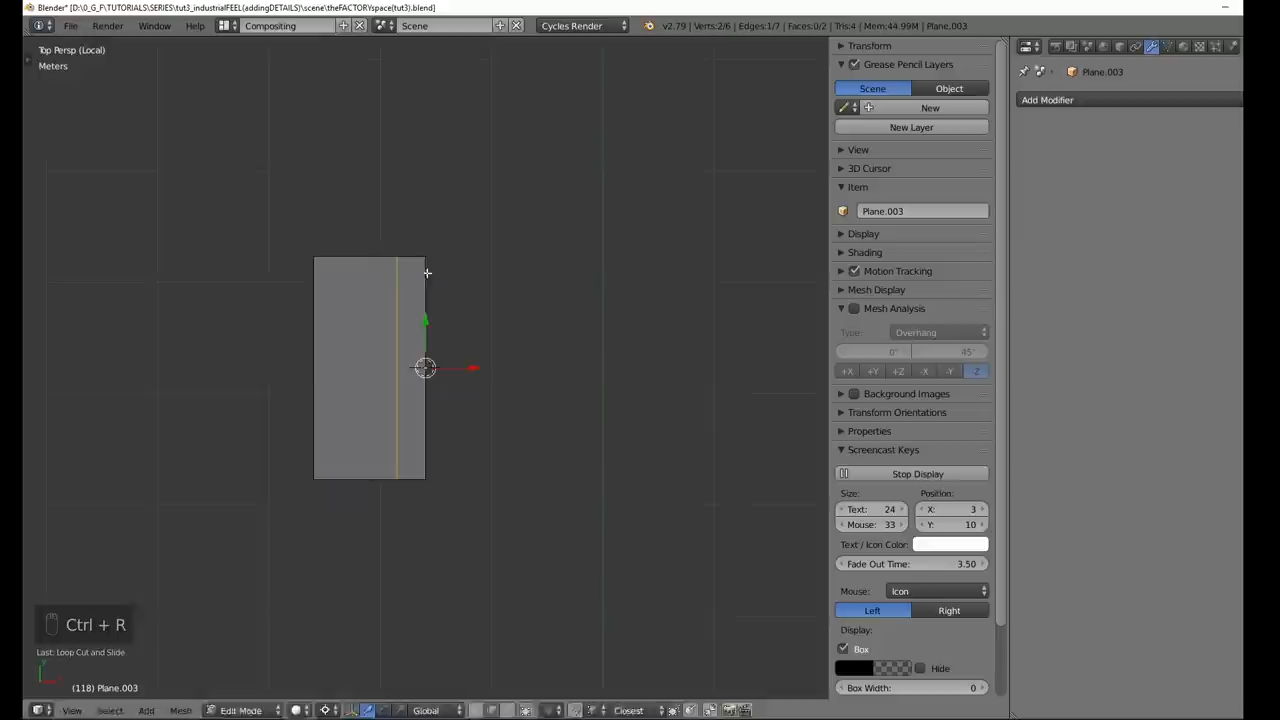 Blender* [D:\0_G_F\TUTORIALS\SERIES\tut3_industrialFEEL(addingDETAILS)\scene\theFACTORYspace(tut3).blend]
File Render Window Help Compositing Scene Cycles Render v2.79 | Verts:2/6 | Edges:1/7 | Faces:0/2 | Tris:4 | Mem:44.99M | Plane.003
Top Persp (Local)
Meters
Transform
Grease Pencil Layers
Scene Object
New
New Layer
View
3D Cursor
Item
Plane.003
Display
Shading
Motion Tracking
Mesh Display
Mesh Analysis
Type: Overhang
0° 45°
+X +Y +Z -X -Y -Z
Background Images
Transform Orientations
Properties
Screencast Keys
Stop Display
Size: Position:
Text: 24 X: 3
Mouse: 33 Y: 10
Text / Icon Color:
Fade Out Time: 3.50
Mouse: Icon
Left Right
Display:
Box
Hide
Box Width: 0
Plane.003
Add Modifier
Ctrl + R
Last: Loop Cut and Slide
(118) Plane.003
View Select Add Mesh Edit Mode Global Closest